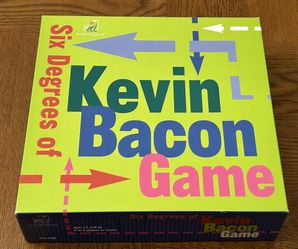 Six Degrees of
Kevin
Bacon
Game
Six Degrees of
Kevin
Bacon
Game